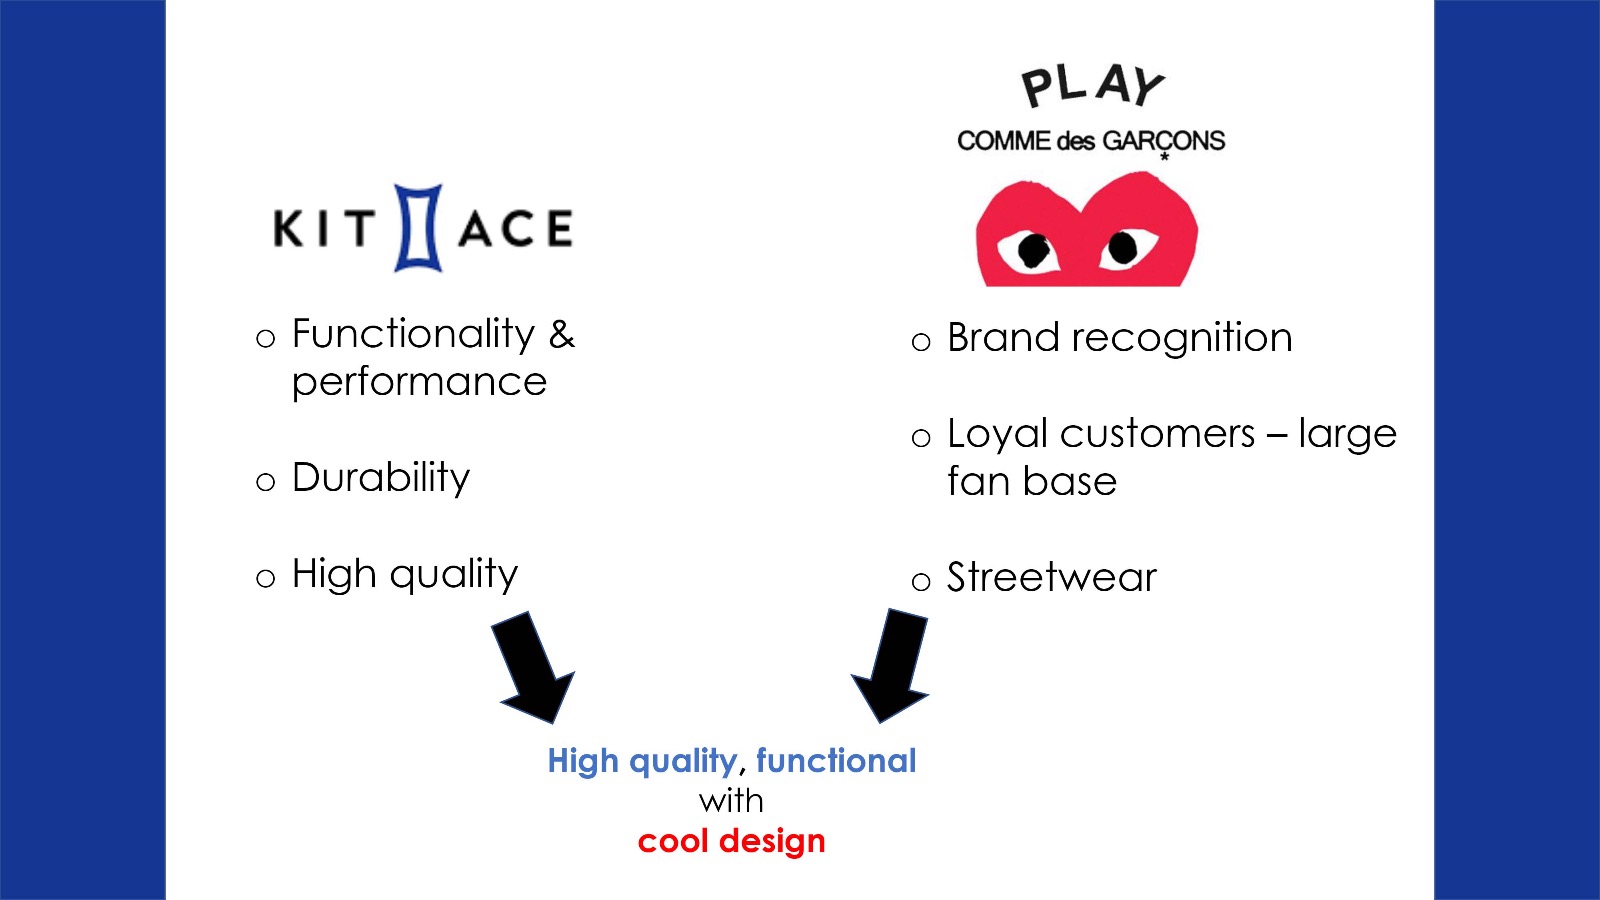 KIT ACE
o Functionality &
performance
o Durability
o High quality
PLAY
COMME des GARÇONS
*
o Brand recognition
o Loyal customers – large
fan base
o Streetwear
High quality, functional
with
cool design